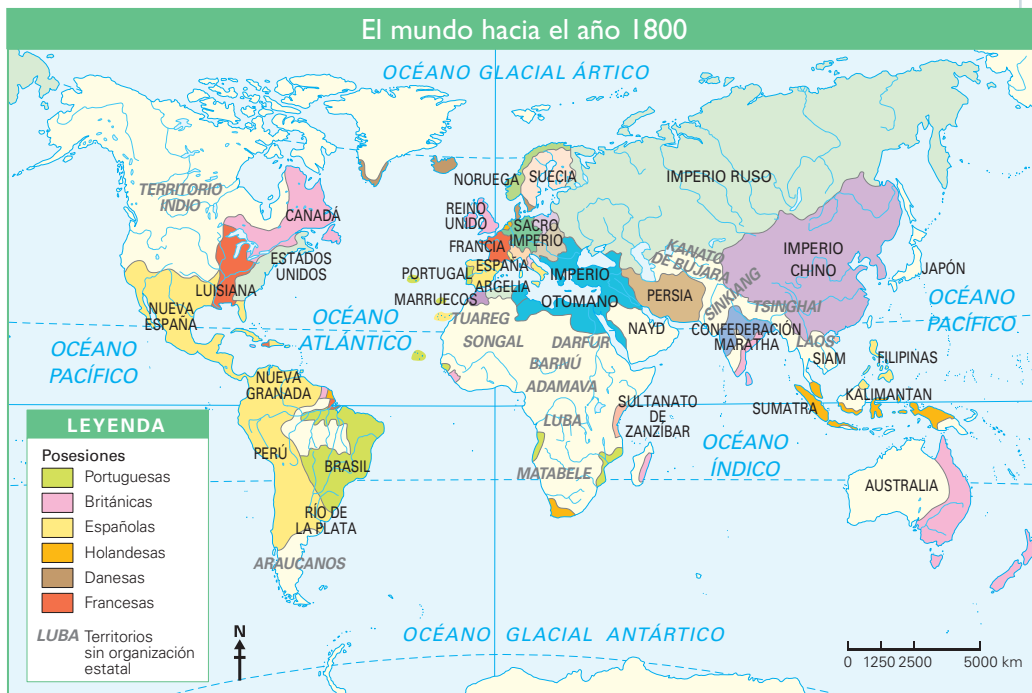 El mundo hacia el año 1800
OCÉANO GLACIAL ÁRTICO
TERRITORIO
INDIO
CANADÁ
ESTADOS
UNIDOS
LUISIANA
NUEVA
ESPAÑA
OCÉANO
PACÍFICO
OCÉANO
ATLÁNTICO
NUEVA
GRANADA
PERÚ
BRASIL
RÍO DE
LA PLATA
ARAUCANOS
NORUEGA
SUECIA
REINO
UNIDO
SACRO
IMPERIO
FRANCIA
PORTUGAL
ESPAÑA
ARGELIA
MARRUECOS
IMPERIO
OTOMANO
IMPERIO RUSO
KANATO
DE BUJARA
PERSIA
SINKIANG
IMPERIO
CHINO
TSINGHAI
JAPÓN
OCÉANO
PACÍFICO
TUAREG
SONGAL
DARFUR
BARNÚ
ADAMAVA
NAYD
CONFEDERACIÓN
MARATHA
LAOS
SIAM
FILIPINAS
LUBA
SULTANATO
DE
ZANZÍBAR
SUMATRA
KALIMANTAN
MATABELE
OCÉANO
ÍNDICO
AUSTRALIA
OCÉANO GLACIAL ANTÁRTICO
LEYENDA
Posesiones
Portuguesas
Británicas
Españolas
Holandesas
Danesas
Francesas
LUBA Territorios
sin organización
estatal
N
0 1250 2500 5000 km